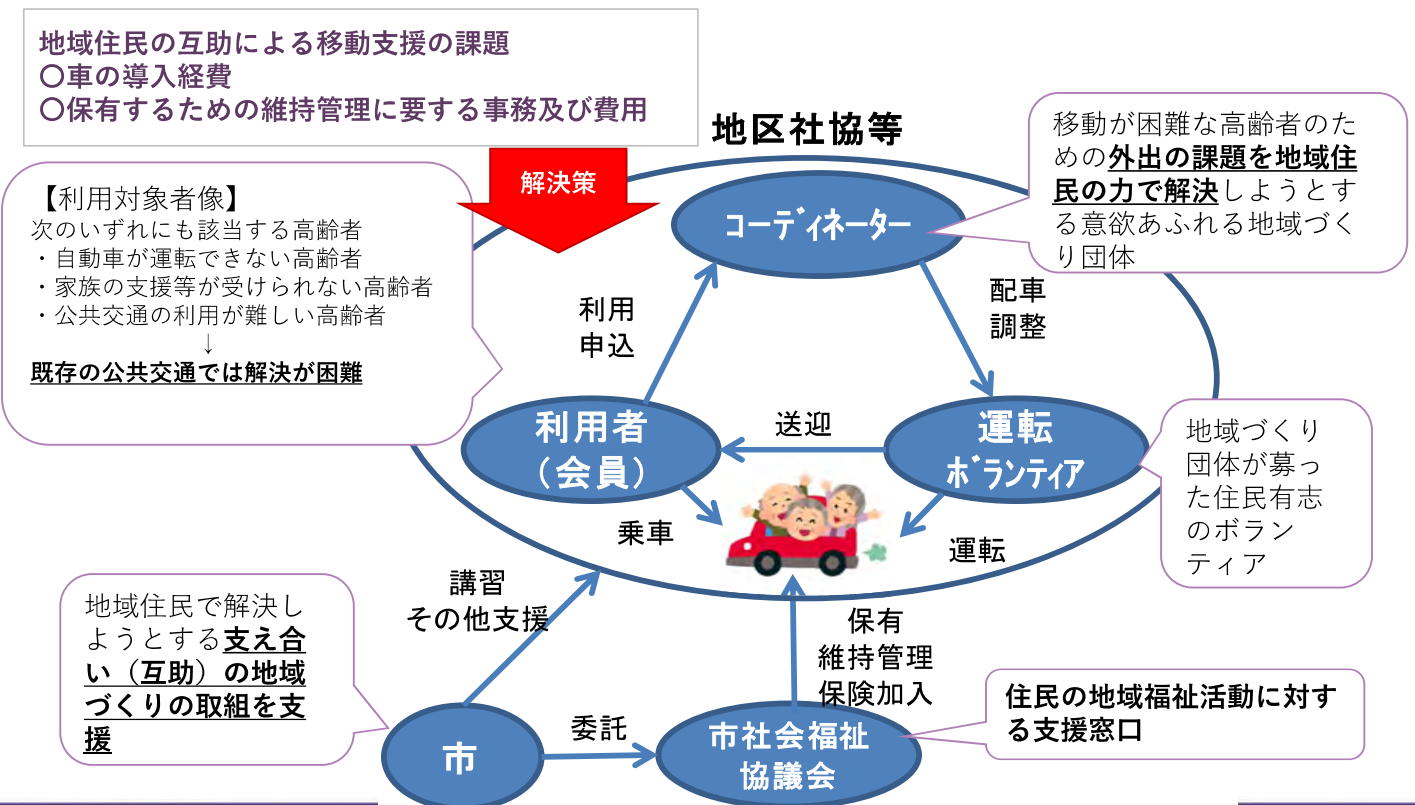 地域住民の互助による移動支援の課題
〇車の導入経費
〇保有するための維持管理に要する事務及び費用
解決策
地区社協等
【利用対象者像】
次のいずれにも該当する高齢者
・自動車が運転できない高齢者
・家族の支援等が受けられない高齢者
・公共交通の利用が難しい高齢者
↓
既存の公共交通では解決が困難
コーディネーター
移動が困難な高齢者のた
めの外出の課題を地域住
民の力で解決しようとす
る意欲あふれる地域づく
り団体
利用
申込
配車
調整
利用者
（会員）
送迎
運転
ボランティア
地域づくり
団体が募っ
た住民有志
のボラン
ティア
乗車
運転
講習
その他支援
保有
維持管理
保険加入
地域住民で解決し
ようとする支え合
い（互助）の地域
づくりの取組を支
援
市
委託
市社会福祉
協議会
住民の地域福祉活動に対す
る支援窓口